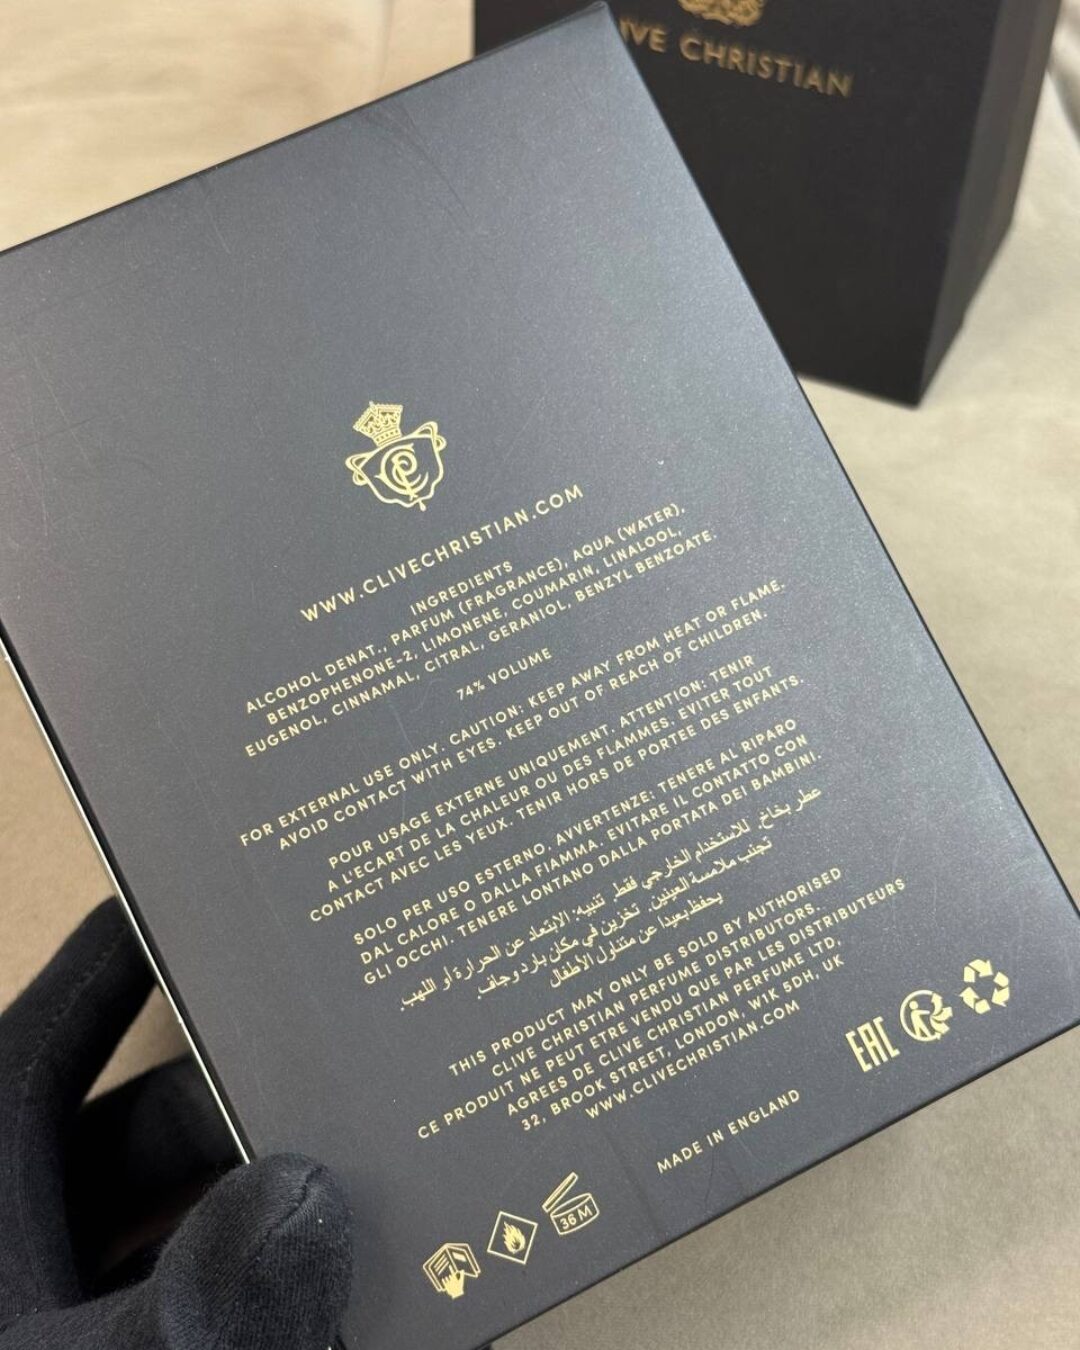 IVE CHRISTIAN
WWW.CLIVECHRISTIAN.COM
INGREDIENTS
ALCOHOL DENAT., PARFUM (FRAGRANCE), AQUA (WATER),
BENZOPHENONE-2, LIMONENE, COUMARIN, LINALOOL,
EUGENOL, CINNAMAL, CITRAL, GERANIOL, BENZYL BENZOATE.
74% VOLUME
FOR EXTERNAL USE ONLY. CAUTION: KEEP AWAY FROM HEAT OR FLAME.
AVOID CONTACT WITH EYES. KEEP OUT OF REACH OF CHILDREN.
POUR USAGE EXTERNE UNIQUEMENT. ATTENTION: TENIR
A L'ECART DE LA CHALEUR OU DES FLAMMES. EVITER TOUT
CONTACT AVEC LES YEUX. TENIR HORS DE PORTEE DES ENFANTS.
SOLO PER USO ESTERNO. AVVERTENZE: TENERE AL RIPARO
DAL CALORE O DALLA FIAMMA. EVITARE IL CONTATTO CON
GLI OCCHI. TENERE LONTANO DALLA PORTATA DEI BAMBINI.
عطر بخاخ. للاستخدام الخارجي فقط. تنبيه: الابتعاد عن الحرارة أو اللهب.
تجنب ملامسة العينين. تخزين في مكان بارد وجاف.
يحفظ بعيدا عن متناول الأطفال
THIS PRODUCT MAY ONLY BE SOLD BY AUTHORISED
CLIVE CHRISTIAN PERFUME DISTRIBUTORS.
CE PRODUIT NE PEUT ETRE VENDU QUE PAR LES DISTRIBUTEURS
AGREES DE CLIVE CHRISTIAN PERFUME LTD,
32, BROOK STREET, LONDON, W1K 5DH, UK
WWW.CLIVECHRISTIAN.COM
MADE IN ENGLAND
EAC
36 M